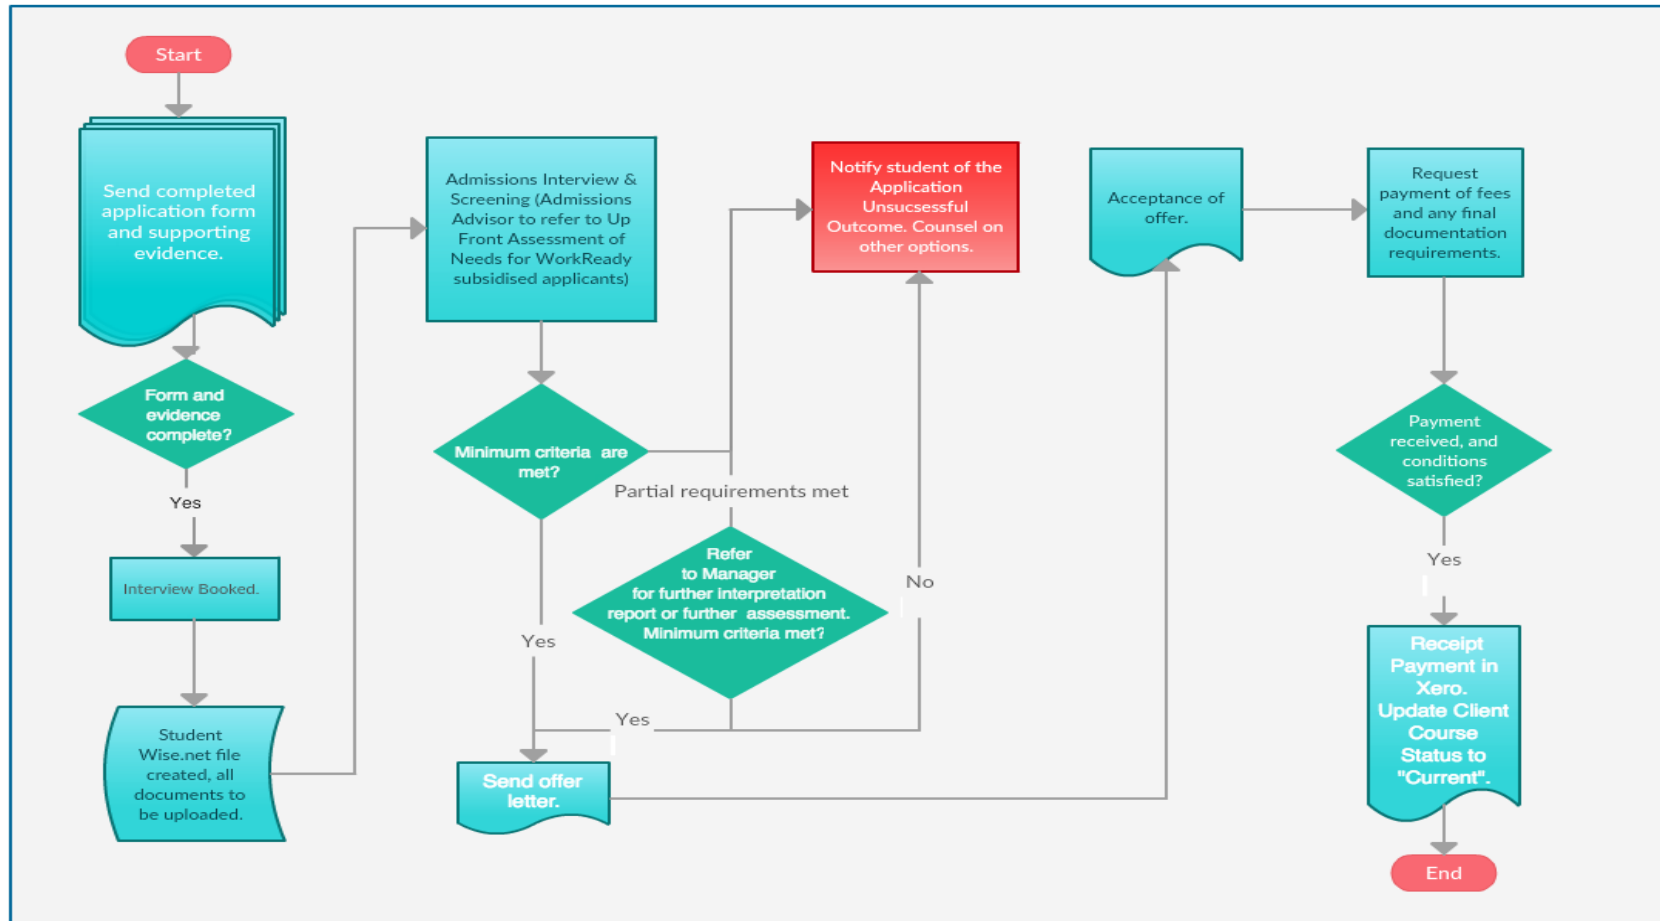 Start
Send completed
application form
and supporting
evidence.
Form and
evidence
complete?
Yes
Interview Booked.
Student
Wise.net file
created, all
documents to
be uploaded.
Admissions Interview &
Screening (Admissions
Advisor to refer to Up
Front Assessment of
Needs for WorkReady
subsidised applicants)
Minimum criteria are
met?
Partial requirements met
Refer
to Manager
for further interpretation
report or further assessment.
Minimum criteria met?
Yes
Yes
No
Send offer
letter.
Notify student of the
Application
Unsucsessful
Outcome. Counsel on
other options.
Acceptance of
offer.
Request
payment of fees
and any final
documentation
requirements.
Payment
received, and
conditions
satisfied?
Yes
Receipt
Payment in
Xero.
Update Client
Course
Status to
"Current".
End